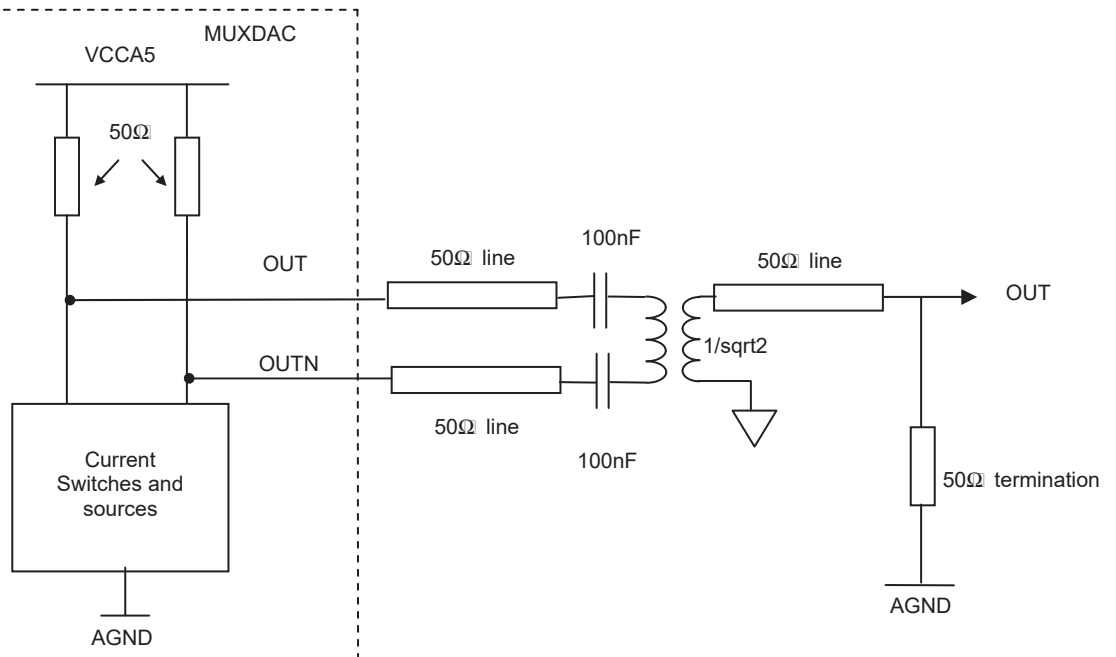 MUXDAC
VCCA5
50Ω
OUT
OUTN
50Ω line
100nF
50Ω line
100nF
1/sqrt2
50Ω line
OUT
50Ω termination
AGND
Current
Switches and
sources
AGND